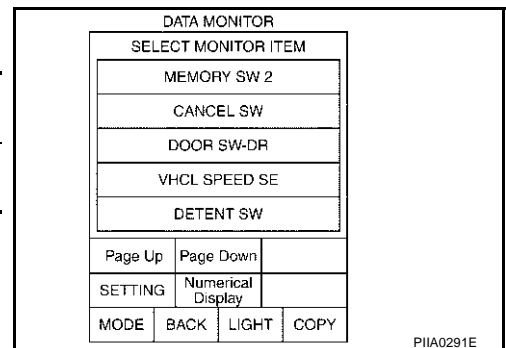 DATA MONITOR
SELECT MONITOR ITEM
MEMORY SW 2
CANCEL SW
DOOR SW-DR
VHCL SPEED SE
DETENT SW
Page Up Page Down
SETTING Numerical Display
MODE BACK LIGHT COPY
PIIA0291E